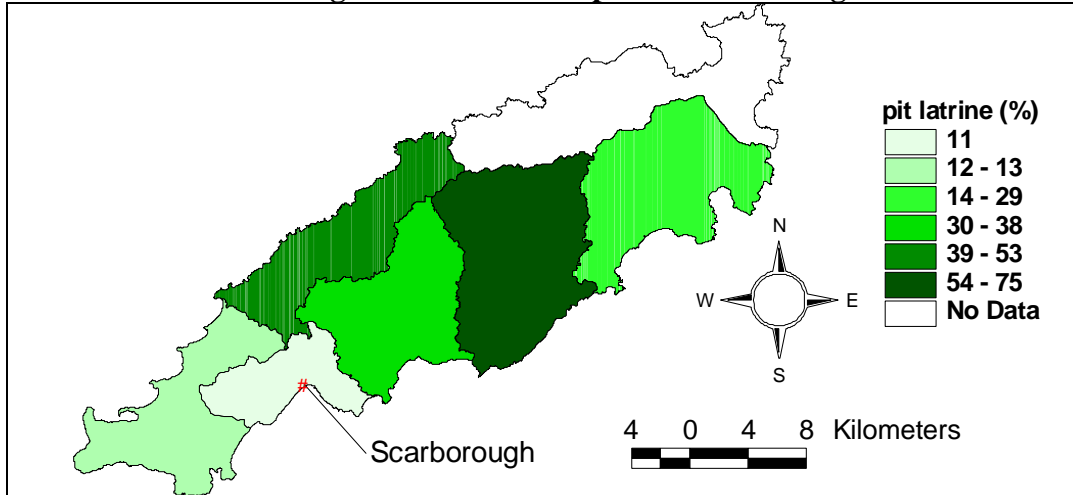 pit latrine (%)
11
12 - 13
14 - 29
30 - 38
39 - 53
54 - 75
No Data
N
W
E
S
#
Scarborough
4 0 4 8 Kilometers